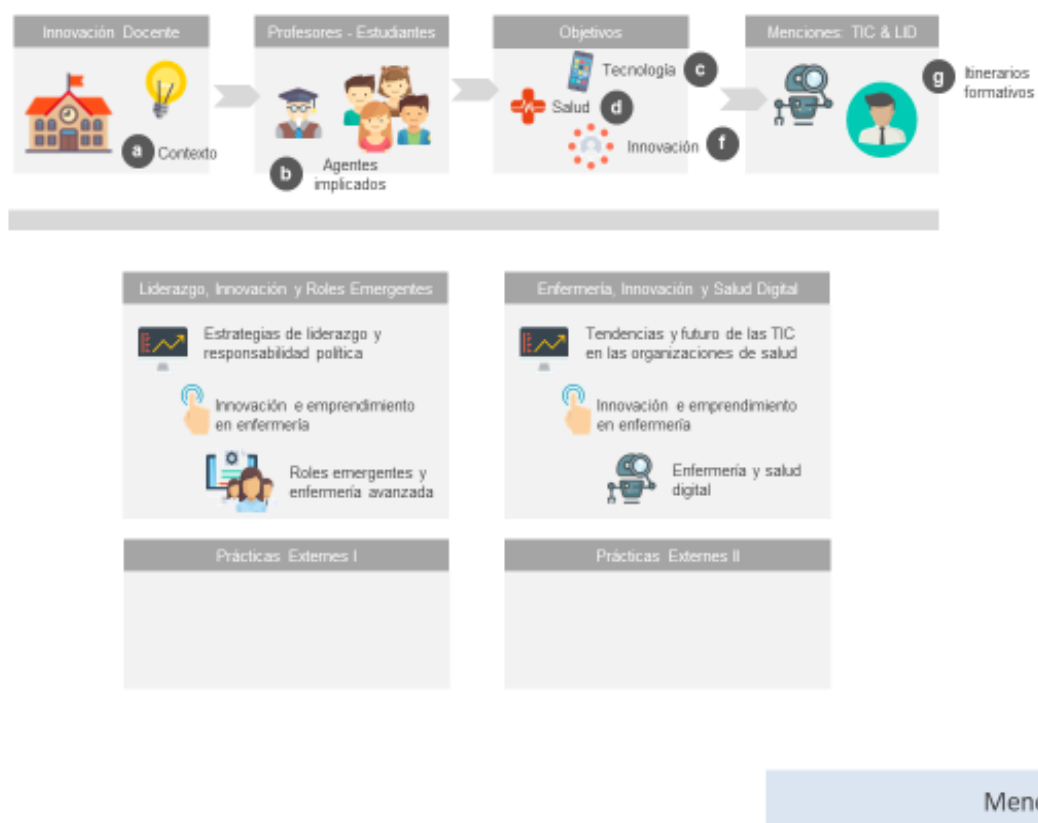 Innovación Docente
Profesores - Estudiantes
Objetivos
Menciones: TIC & LID
a Contexto
b Agentes
implicados
Tecnología c
Salud d
Innovación f
g Itinerarios
formativos
Liderazgo, Innovación y Roles Emergentes
Estrategias de liderazgo y
responsabilidad política
Innovación e emprendimiento
en enfermería
Roles emergentes y
enfermería avanzada
Enfermería, Innovación y Salud Digital
Tendencias y futuro de las TIC
en las organizaciones de salud
Innovación e emprendimiento
en enfermería
Enfermería y salud
digital
Prácticas Externes I
Prácticas Externes II